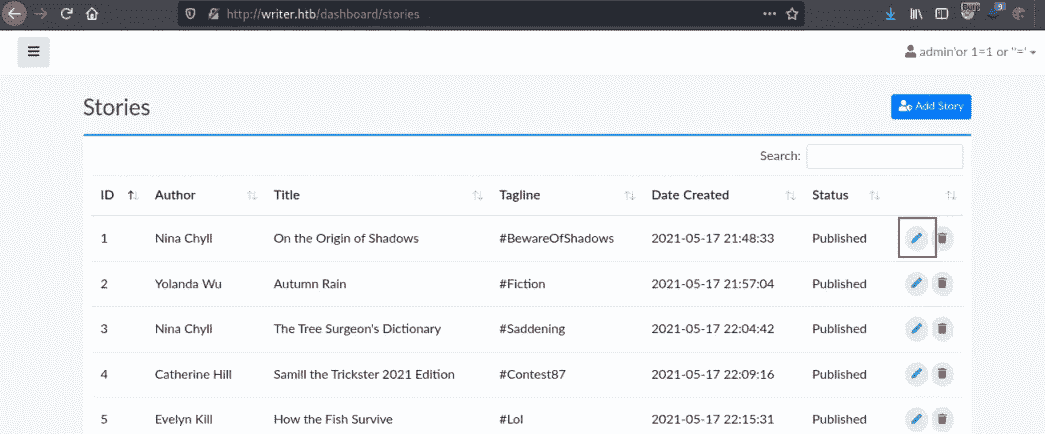 http://writer.htb/dashboard/stories
Burp 9
admin'or 1=1 or ''='
Stories
Add Story
Search:
ID Author Title Tagline Date Created Status
1 Nina Chyll On the Origin of Shadows #BewareOfShadows 2021-05-17 21:48:33 Published
2 Yolanda Wu Autumn Rain #Fiction 2021-05-17 21:57:04 Published
3 Nina Chyll The Tree Surgeon's Dictionary #Saddening 2021-05-17 22:04:42 Published
4 Catherine Hill Samill the Trickster 2021 Edition #Contest87 2021-05-17 22:09:16 Published
5 Evelyn Kill How the Fish Survive #Lol 2021-05-17 22:15:31 Published